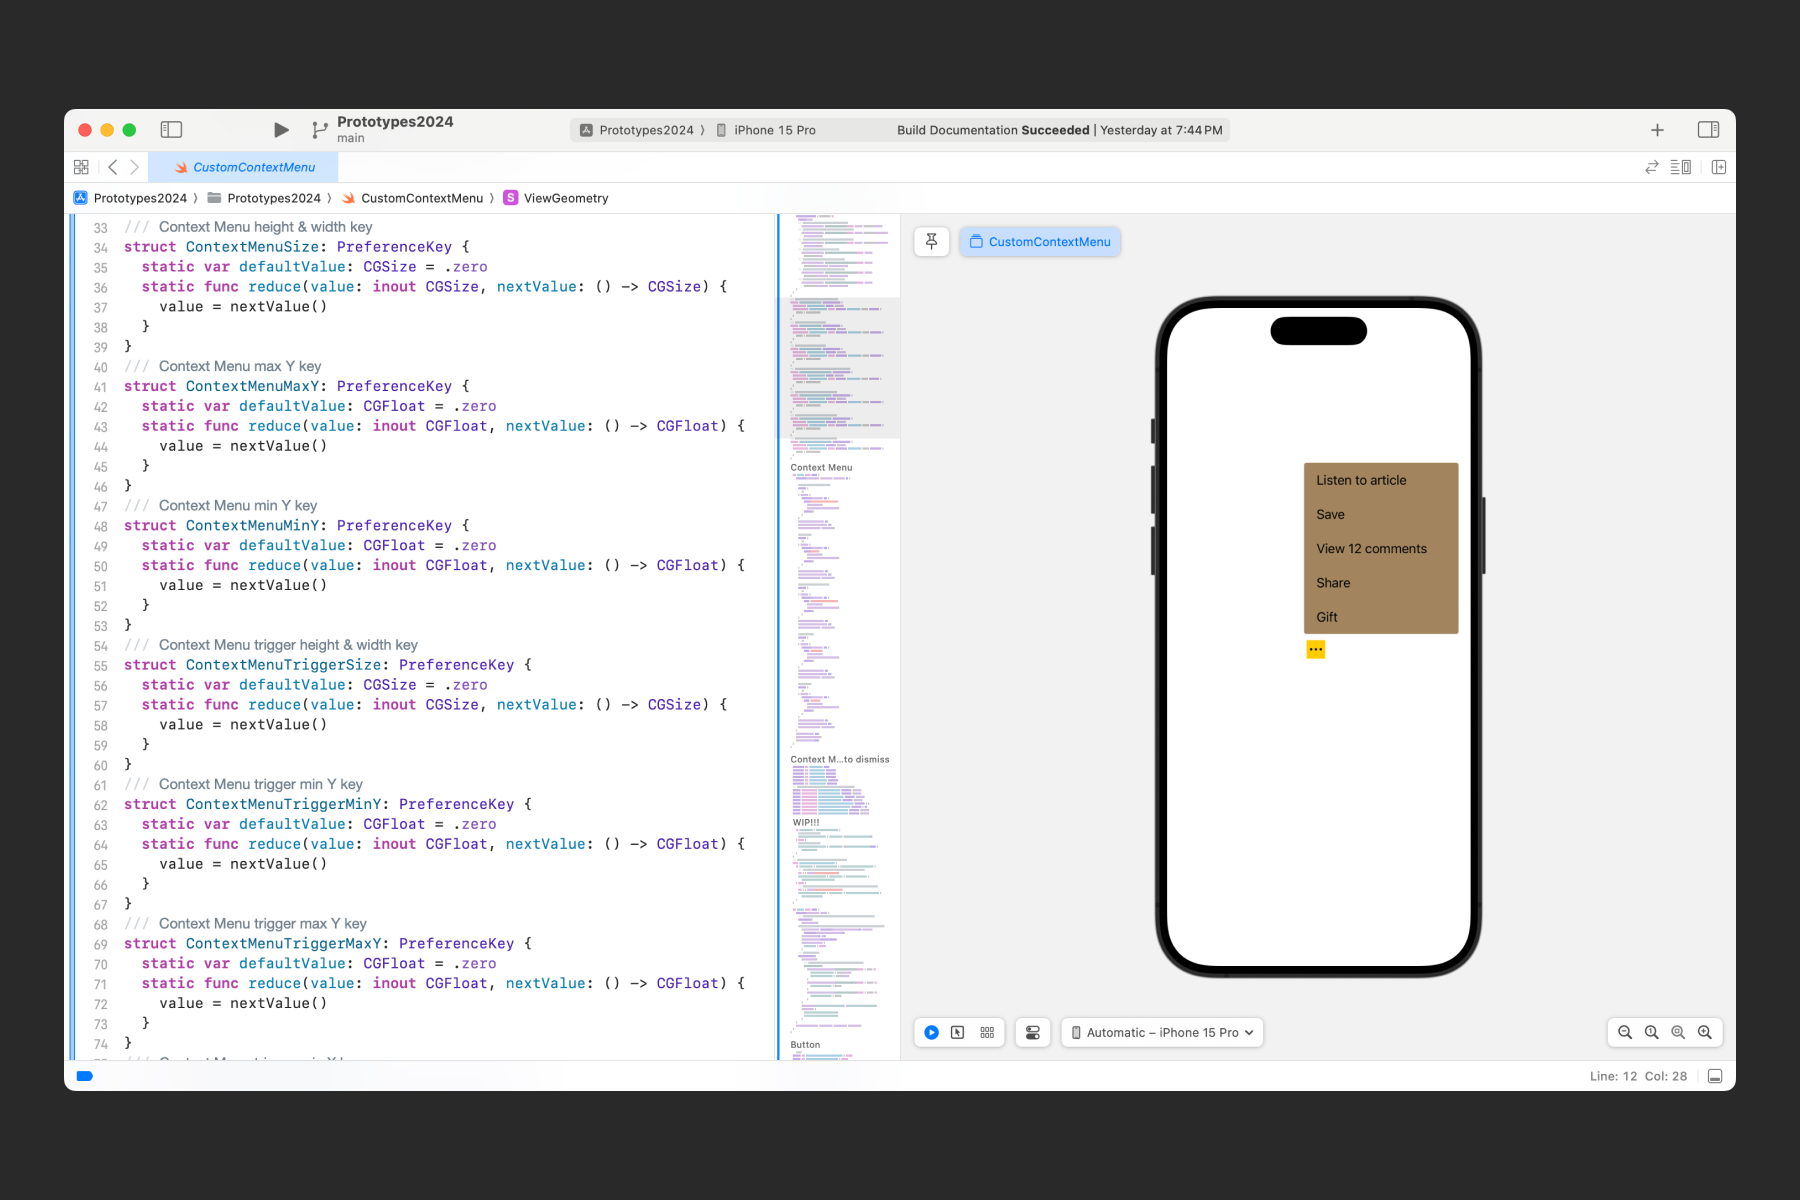 Prototypes2024
main
Prototypes2024 〉 iPhone 15 Pro
Build Documentation Succeeded | Yesterday at 7:44 PM
CustomContextMenu
Prototypes2024 〉 Prototypes2024 〉 CustomContextMenu 〉 S ViewGeometry
33 /// Context Menu height & width key
34 struct ContextMenuSize: PreferenceKey {
35 static var defaultValue: CGSize = .zero
36 static func reduce(value: inout CGSize, nextValue: () -> CGSize) {
37 value = nextValue()
38 }
39 }
40 /// Context Menu max Y key
41 struct ContextMenuMaxY: PreferenceKey {
42 static var defaultValue: CGFloat = .zero
43 static func reduce(value: inout CGFloat, nextValue: () -> CGFloat) {
44 value = nextValue()
45 }
46 }
47 /// Context Menu min Y key
48 struct ContextMenuMinY: PreferenceKey {
49 static var defaultValue: CGFloat = .zero
50 static func reduce(value: inout CGFloat, nextValue: () -> CGFloat) {
51 value = nextValue()
52 }
53 }
54 /// Context Menu trigger height & width key
55 struct ContextMenuTriggerSize: PreferenceKey {
56 static var defaultValue: CGSize = .zero
57 static func reduce(value: inout CGSize, nextValue: () -> CGSize) {
58 value = nextValue()
59 }
60 }
61 /// Context Menu trigger min Y key
62 struct ContextMenuTriggerMinY: PreferenceKey {
63 static var defaultValue: CGFloat = .zero
64 static func reduce(value: inout CGFloat, nextValue: () -> CGFloat) {
65 value = nextValue()
66 }
67 }
68 /// Context Menu trigger max Y key
69 struct ContextMenuTriggerMaxY: PreferenceKey {
70 static var defaultValue: CGFloat = .zero
71 static func reduce(value: inout CGFloat, nextValue: () -> CGFloat) {
72 value = nextValue()
73 }
74 }
Context Menu
Context M...to dismiss
WIP!!!
Button
CustomContextMenu
Listen to article
Save
View 12 comments
Share
Gift
Automatic – iPhone 15 Pro
Line: 12 Col: 28